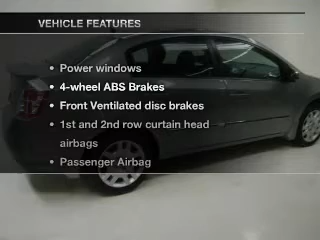 VEHICLE FEATURES
• Power windows
• 4-wheel ABS Brakes
• Front Ventilated disc brakes
• 1st and 2nd row curtain head
airbags
• Passenger Airbag